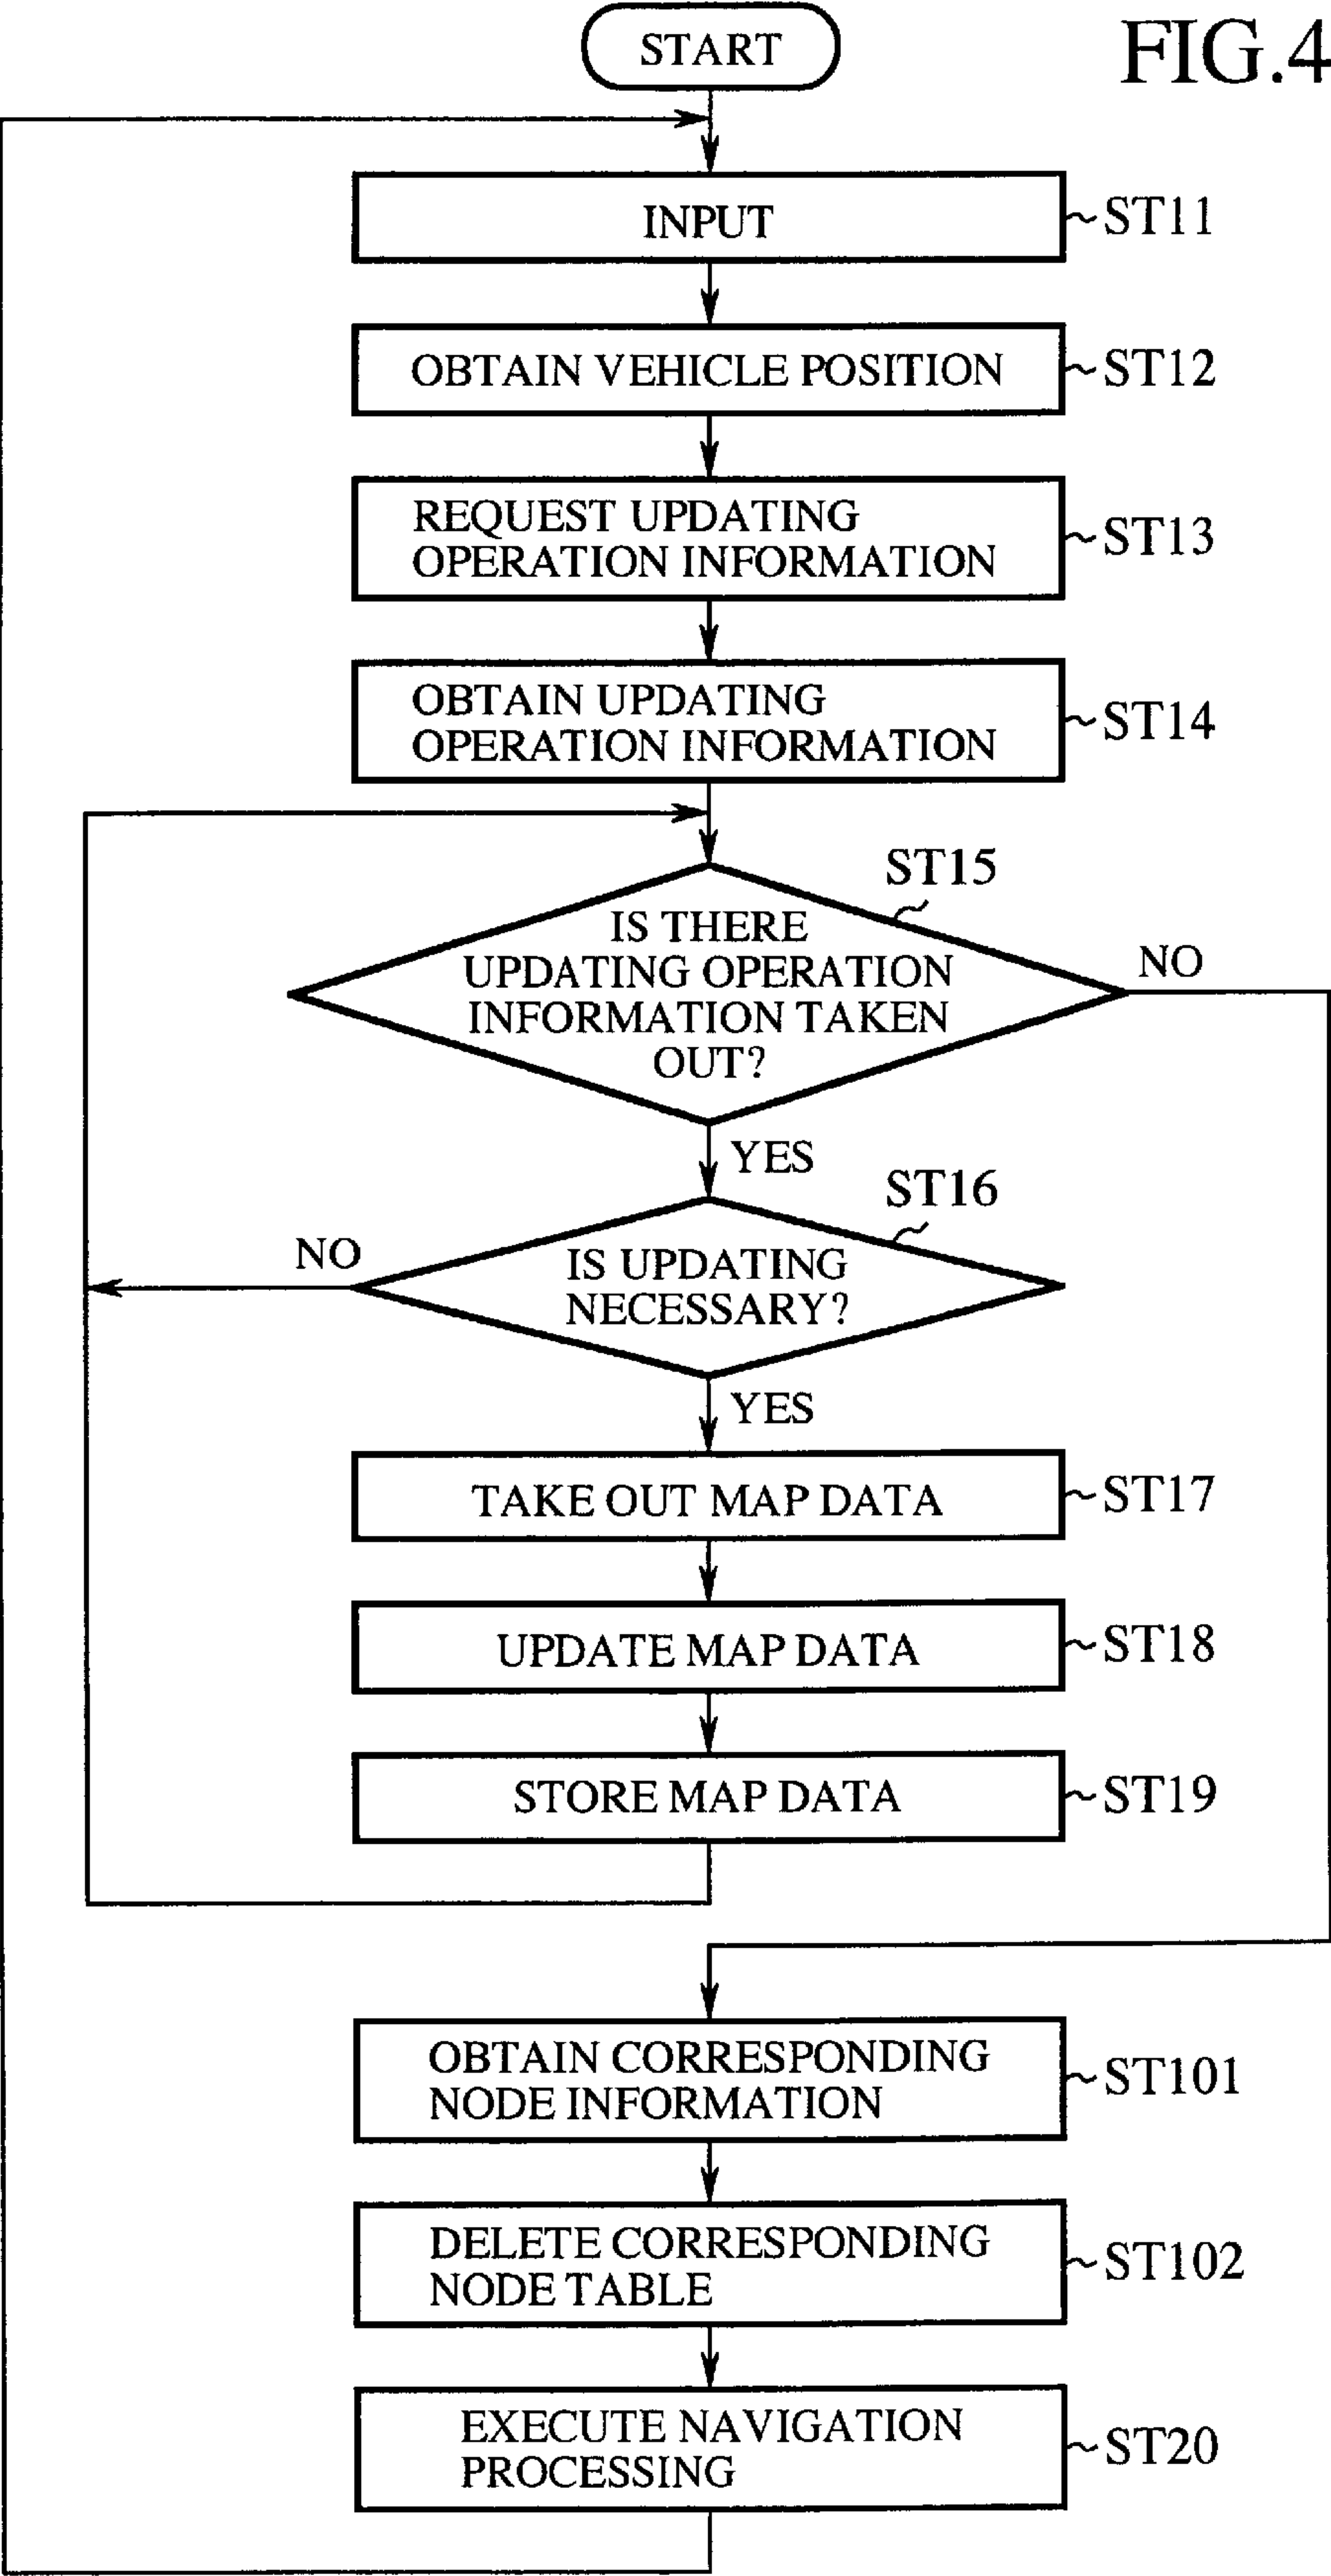 FIG.4
START
INPUT
ST11
OBTAIN VEHICLE POSITION
ST12
REQUEST UPDATING
OPERATION INFORMATION
ST13
OBTAIN UPDATING
OPERATION INFORMATION
ST14
ST15
IS THERE
UPDATING OPERATION
INFORMATION TAKEN
OUT?
NO
YES
ST16
IS UPDATING
NECESSARY?
NO
YES
TAKE OUT MAP DATA
ST17
UPDATE MAP DATA
ST18
STORE MAP DATA
ST19
OBTAIN CORRESPONDING
NODE INFORMATION
ST101
DELETE CORRESPONDING
NODE TABLE
ST102
EXECUTE NAVIGATION
PROCESSING
ST20